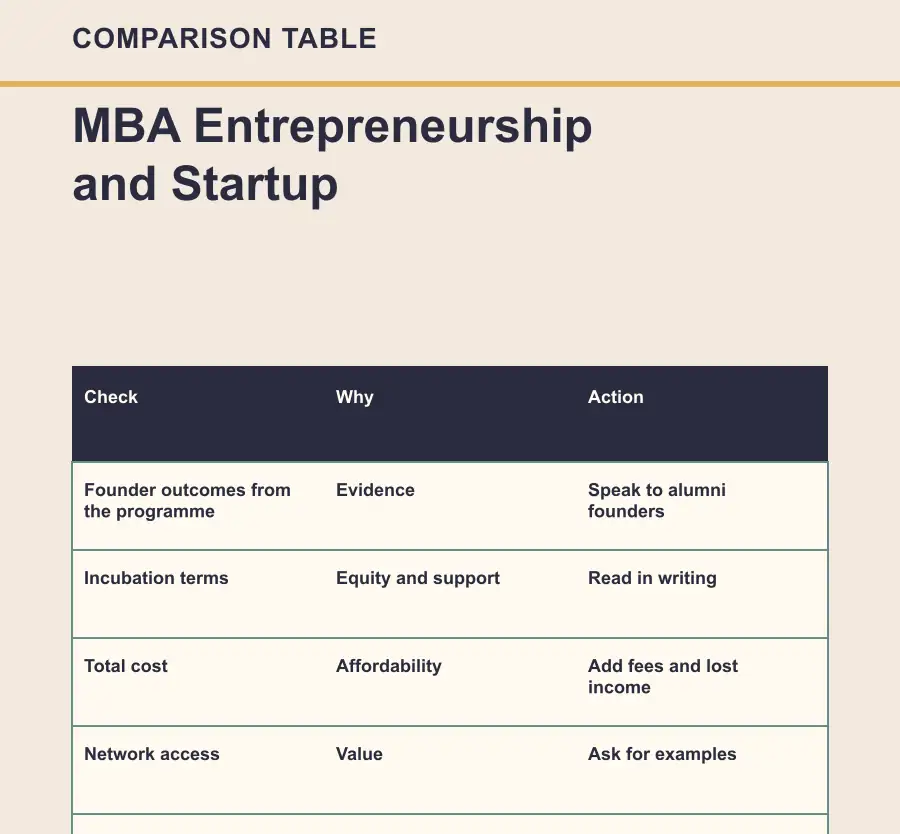 COMPARISON TABLE
MBA Entrepreneurship
and Startup
Check Why Action
Founder outcomes from Evidence Speak to alumni
the programme founders
Incubation terms Equity and support Read in writing
Total cost Affordability Add fees and lost
income
Network access Value Ask for examples